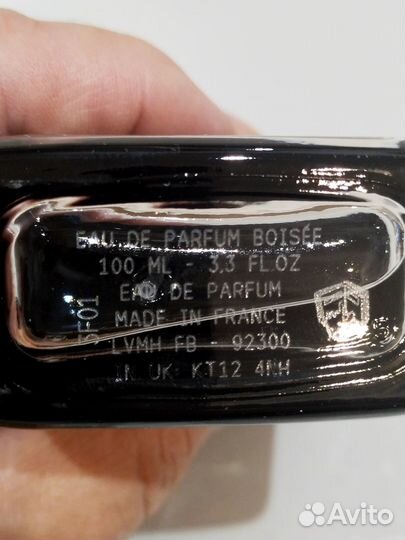 EAU DE PARFUM BOISÉE
100 ML - 3.3 FL.OZ
EAU DE PARFUM
MADE IN FRANCE
LVMH FB - 92300
IN UK KT12 4NH
5F01
Avito